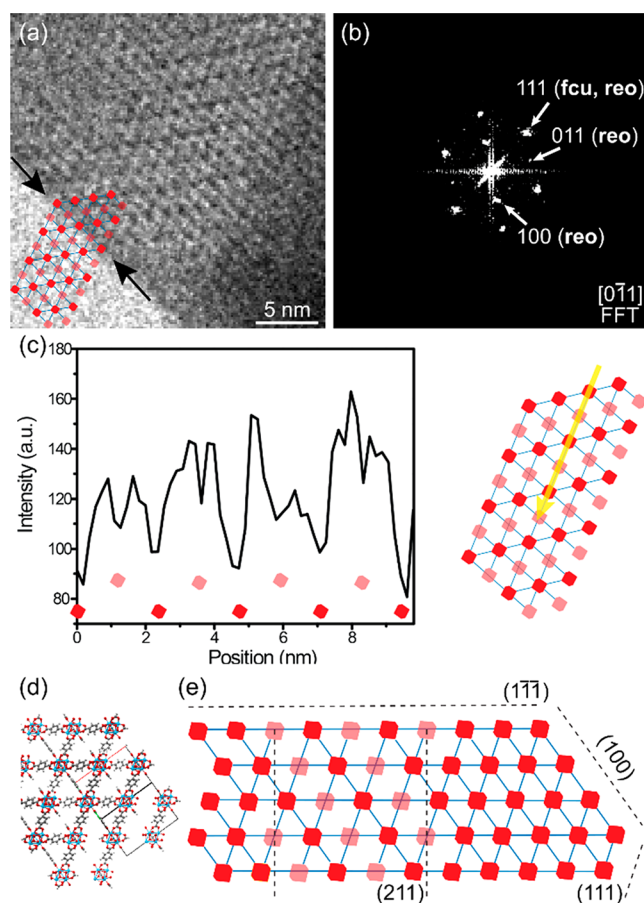 (a)
5 nm
(b)
111 (fcu, reo)
011 (reo)
100 (reo)
[01̅1]
FFT
(c)
180
160
140
120
100
80
Intensity (a.u.)
0
2
4
6
8
Position (nm)
(d)
(e)
(11̅1̅)
(100)
(211)
(111)